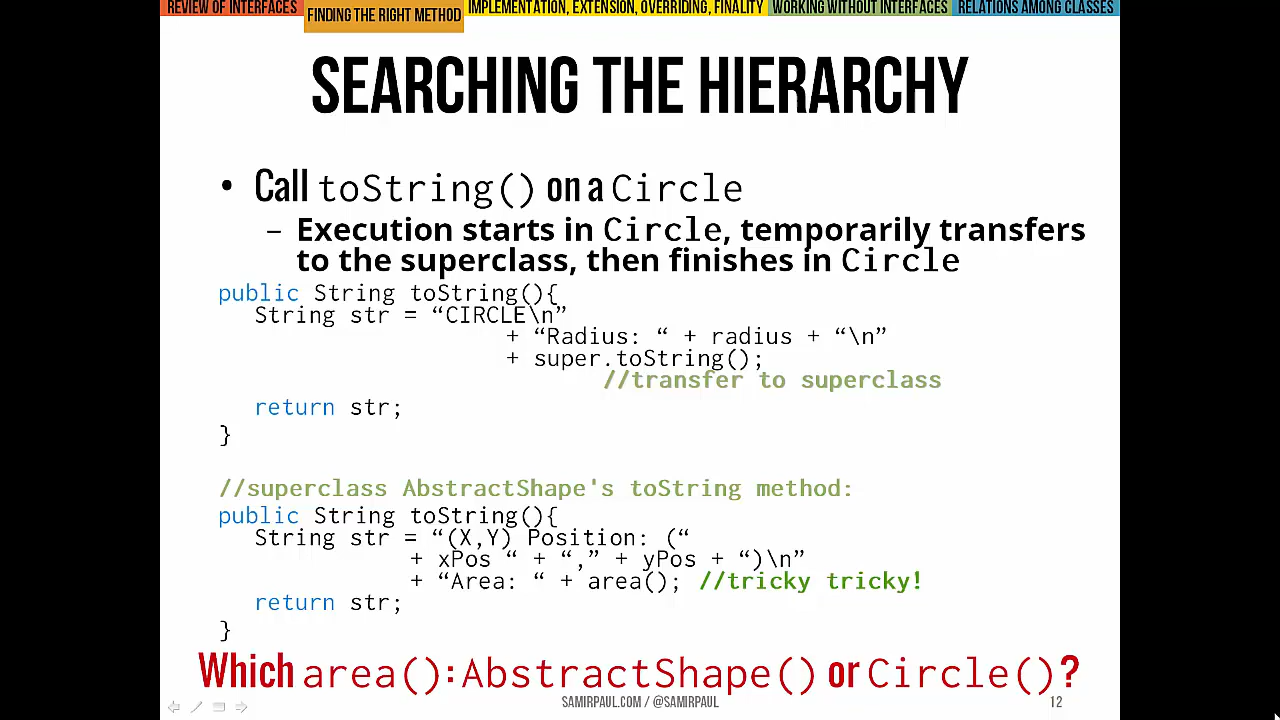 REVIEW OF INTERFACES FINDING THE RIGHT METHOD IMPLEMENTATION, EXTENSION, OVERRIDING, FINALITY WORKING WITHOUT INTERFACES RELATIONS AMONG CLASSES
SEARCHING THE HIERARCHY
• Call toString() on a Circle
– Execution starts in Circle, temporarily transfers
to the superclass, then finishes in Circle
public String toString(){
String str = “CIRCLE\n”
+ “Radius: “ + radius + “\n”
+ super.toString();
//transfer to superclass
return str;
}
//superclass AbstractShape's toString method:
public String toString(){
String str = “(X,Y) Position: (“
+ xPos “ + “,” + yPos + “)\n”
+ “Area: “ + area(); //tricky tricky!
return str;
}
Which area():AbstractShape() or Circle()?
SAMIRPAUL.COM / @SAMIRPAUL 12